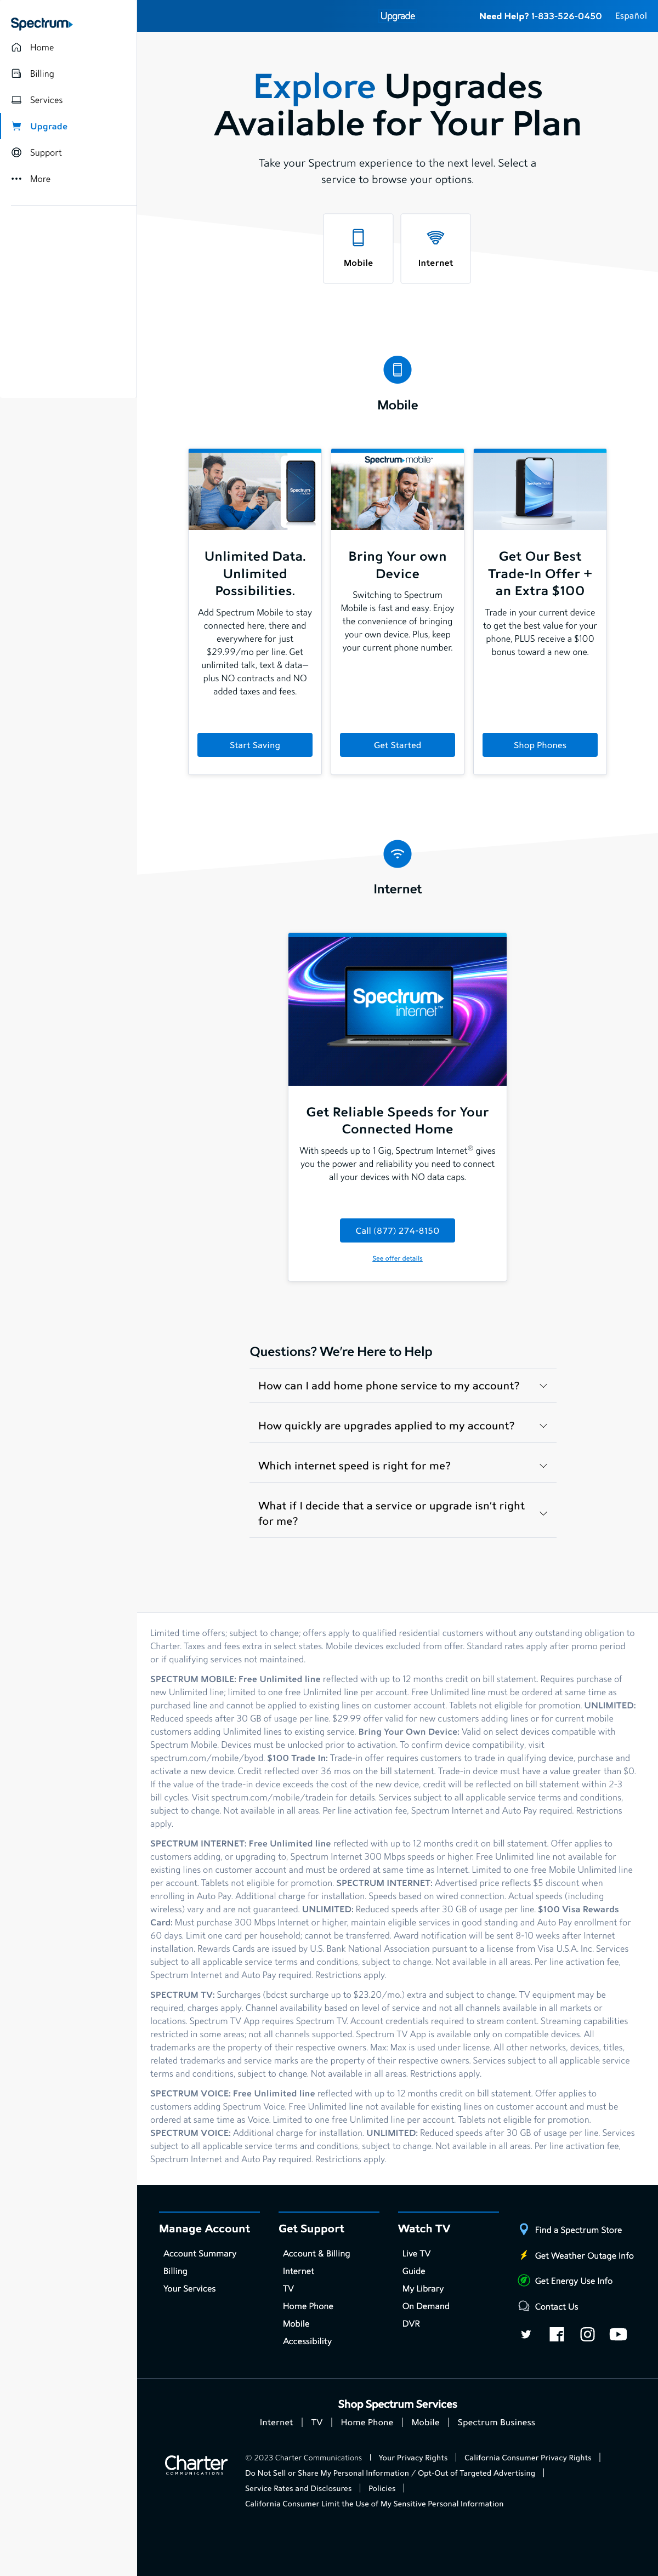 Spectrum
Home
Billing
Services
Upgrade
Support
More
Upgrade
Need Help? 1-833-526-0450
Español
Explore Upgrades
Available for Your Plan
Take your Spectrum experience to the next level. Select a
service to browse your options.
Mobile
Internet
Mobile
Spectrum
mobile
Unlimited Data.
Unlimited
Possibilities.
Add Spectrum Mobile to stay
connected here, there and
everywhere for just
$29.99/mo per line. Get
unlimited talk, text & data—
plus NO contracts and NO
added taxes and fees.
Start Saving
Spectrum mobile
Bring Your own
Device
Switching to Spectrum
Mobile is fast and easy. Enjoy
the convenience of bringing
your own device. Plus, keep
your current phone number.
Get Started
Get Our Best
Trade-In Offer +
an Extra $100
Trade in your current device
to get the best value for your
phone, PLUS receive a $100
bonus toward a new one.
Shop Phones
Internet
Spectrum
internet™
Get Reliable Speeds for Your
Connected Home
With speeds up to 1 Gig, Spectrum Internet® gives
you the power and reliability you need to connect
all your devices with NO data caps.
Call (877) 274-8150
See offer details
Questions? We're Here to Help
How can I add home phone service to my account?
How quickly are upgrades applied to my account?
Which internet speed is right for me?
What if I decide that a service or upgrade isn't right
for me?
Limited time offers; subject to change; offers apply to qualified residential customers without any outstanding obligation to
Charter. Taxes and fees extra in select states. Mobile devices excluded from offer. Standard rates apply after promo period
or if qualifying services not maintained.
SPECTRUM MOBILE: Free Unlimited line reflected with up to 12 months credit on bill statement. Requires purchase of
new Unlimited line; limited to one free Unlimited line per account. Free Unlimited line must be ordered at same time as
purchased line and cannot be applied to existing lines on customer account. Tablets not eligible for promotion. UNLIMITED:
Reduced speeds after 30 GB of usage per line. $29.99 offer valid for new customers adding lines or for current mobile
customers adding Unlimited lines to existing service. Bring Your Own Device: Valid on select devices compatible with
Spectrum Mobile. Devices must be unlocked prior to activation. To confirm device compatibility, visit
spectrum.com/mobile/byod. $100 Trade In: Trade-in offer requires customers to trade in qualifying device, purchase and
activate a new device. Credit reflected over 36 mos on the bill statement. Trade-in device must have a value greater than $0.
If the value of the trade-in device exceeds the cost of the new device, credit will be reflected on bill statement within 2-3
bill cycles. Visit spectrum.com/mobile/tradein for details. Services subject to all applicable service terms and conditions,
subject to change. Not available in all areas. Per line activation fee, Spectrum Internet and Auto Pay required. Restrictions
apply.
SPECTRUM INTERNET: Free Unlimited line reflected with up to 12 months credit on bill statement. Offer applies to
customers adding, or upgrading to, Spectrum Internet 300 Mbps speeds or higher. Free Unlimited line not available for
existing lines on customer account and must be ordered at same time as Internet. Limited to one free Mobile Unlimited line
per account. Tablets not eligible for promotion. SPECTRUM INTERNET: Advertised price reflects $5 discount when
enrolling in Auto Pay. Additional charge for installation. Speeds based on wired connection. Actual speeds (including
wireless) vary and are not guaranteed. UNLIMITED: Reduced speeds after 30 GB of usage per line. $100 Visa Rewards
Card: Must purchase 300 Mbps Internet or higher, maintain eligible services in good standing and Auto Pay enrollment for
60 days. Limit one card per household; cannot be transferred. Award notification will be sent 8-10 weeks after Internet
installation. Rewards Cards are issued by U.S. Bank National Association pursuant to a license from Visa U.S.A. Inc. Services
subject to all applicable service terms and conditions, subject to change. Not available in all areas. Per line activation fee,
Spectrum Internet and Auto Pay required. Restrictions apply.
SPECTRUM TV: Surcharges (bdcst surcharge up to $23.20/mo.) extra and subject to change. TV equipment may be
required, charges apply. Channel availability based on level of service and not all channels available in all markets or
locations. Spectrum TV App requires Spectrum TV. Account credentials required to stream content. Streaming capabilities
restricted in some areas; not all channels supported. Spectrum TV App is available only on compatible devices. All
trademarks are the property of their respective owners. Max: Max is used under license. All other networks, devices, titles,
related trademarks and service marks are the property of their respective owners. Services subject to all applicable service
terms and conditions, subject to change. Not available in all areas. Restrictions apply.
SPECTRUM VOICE: Free Unlimited line reflected with up to 12 months credit on bill statement. Offer applies to
customers adding Spectrum Voice. Free Unlimited line not available for existing lines on customer account and must be
ordered at same time as Voice. Limited to one free Unlimited line per account. Tablets not eligible for promotion.
SPECTRUM VOICE: Additional charge for installation. UNLIMITED: Reduced speeds after 30 GB of usage per line. Services
subject to all applicable service terms and conditions, subject to change. Not available in all areas. Per line activation fee,
Spectrum Internet and Auto Pay required. Restrictions apply.
Manage Account
Account Summary
Billing
Your Services
Get Support
Account & Billing
Internet
TV
Home Phone
Mobile
Accessibility
Watch TV
Live TV
Guide
My Library
On Demand
DVR
Find a Spectrum Store
Get Weather Outage Info
Get Energy Use Info
Contact Us
Shop Spectrum Services
Internet | TV | Home Phone | Mobile | Spectrum Business
Charter
COMMUNICATIONS
© 2023 Charter Communications | Your Privacy Rights | California Consumer Privacy Rights |
Do Not Sell or Share My Personal Information / Opt-Out of Targeted Advertising |
Service Rates and Disclosures | Policies |
California Consumer Limit the Use of My Sensitive Personal Information